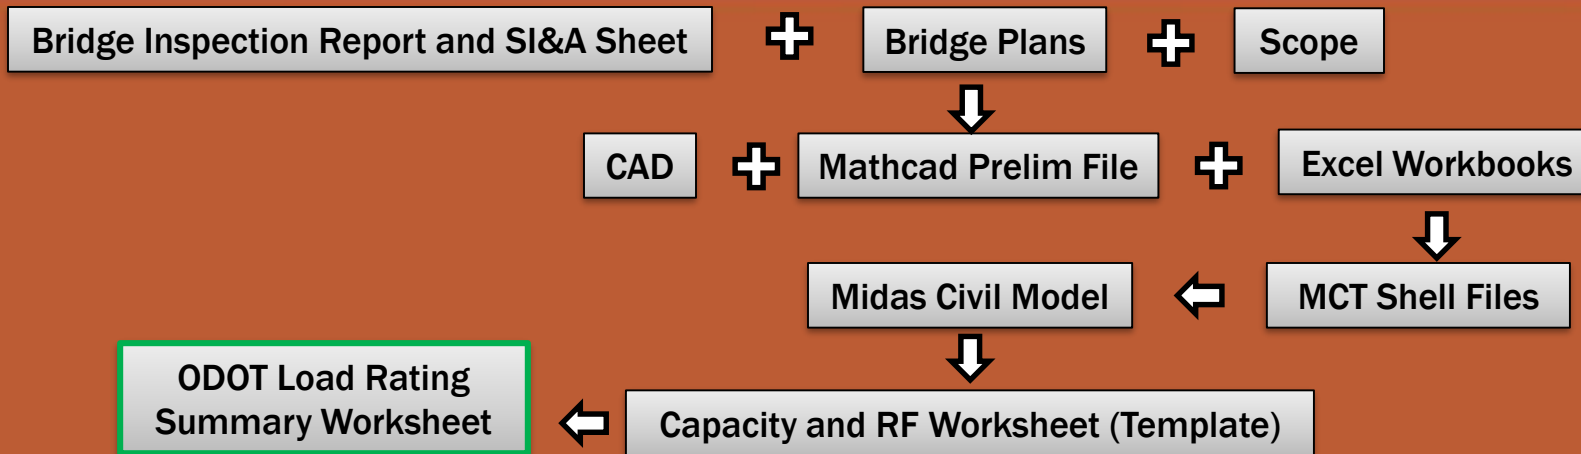 Bridge Inspection Report and SI&A Sheet
Bridge Plans
Scope
CAD
Mathcad Prelim File
Excel Workbooks
Midas Civil Model
MCT Shell Files
ODOT Load Rating
Summary Worksheet
Capacity and RF Worksheet (Template)